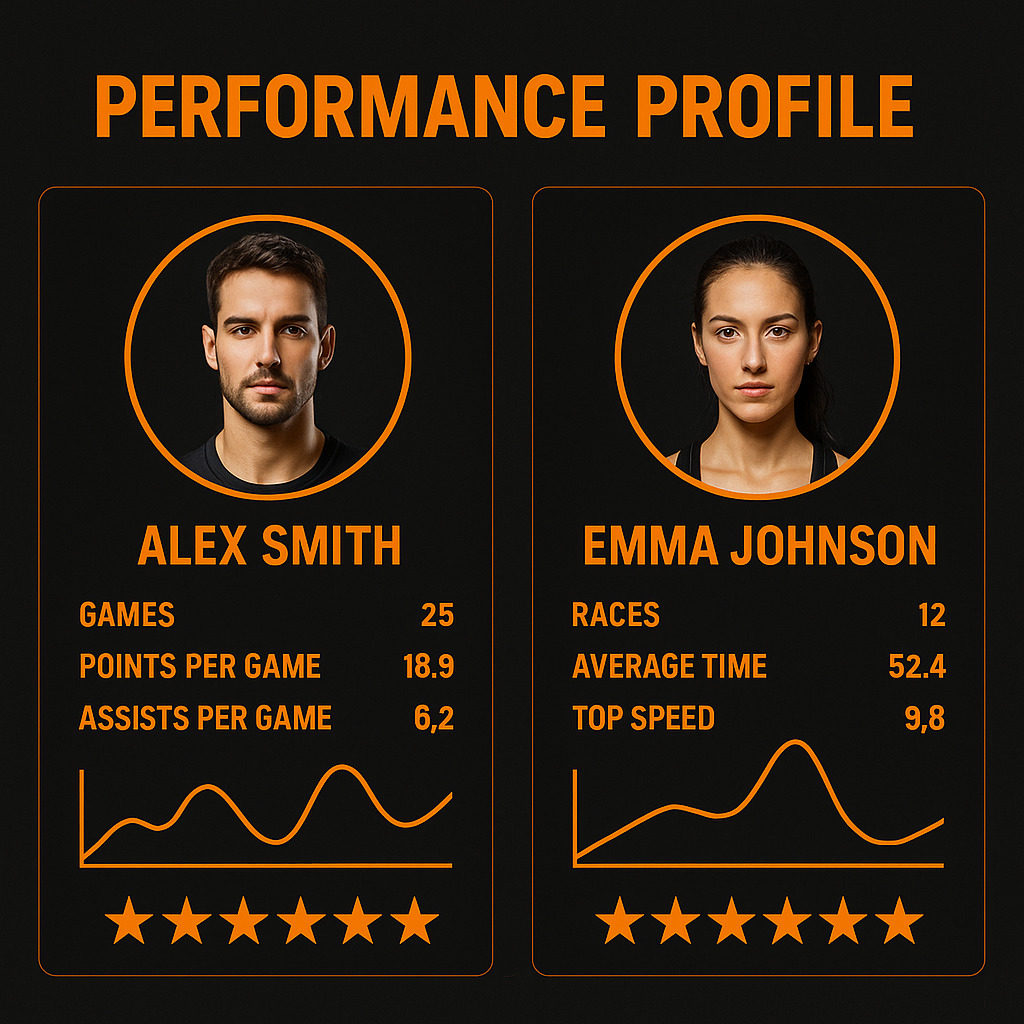 PERFORMANCE PROFILE
ALEX SMITH
GAMES 25
POINTS PER GAME 18.9
ASSISTS PER GAME 6,2
EMMA JOHNSON
RACES 12
AVERAGE TIME 52.4
TOP SPEED 9,8